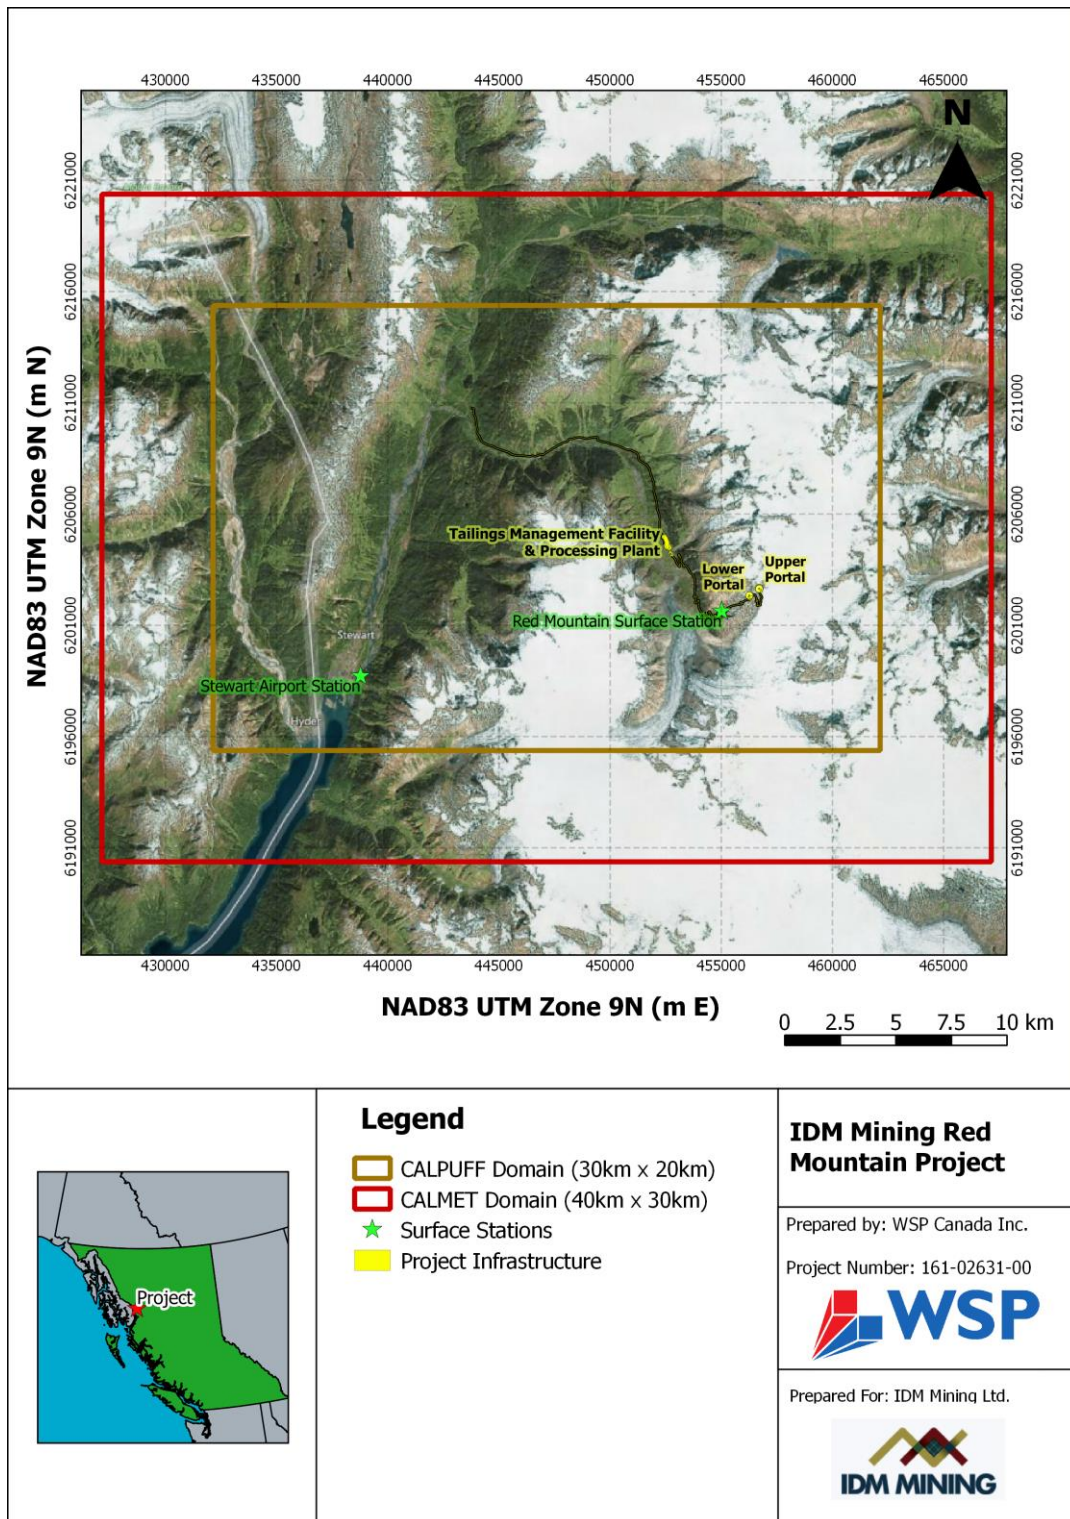 430000 435000 440000 445000 450000 455000 460000 465000
N
6221000
6216000
6211000
6206000
6201000
6196000
6191000
NAD83 UTM Zone 9N (m N)
6221000
6216000
6211000
6206000
6201000
6196000
6191000
Tailings Management Facility
& Processing Plant
Lower
Portal
Upper
Portal
Red Mountain Surface Station
Stewart
Stewart Airport Station
Hyder
430000 435000 440000 445000 450000 455000 460000 465000
NAD83 UTM Zone 9N (m E)
0 2.5 5 7.5 10 km
Project
Legend
CALPUFF Domain (30km x 20km)
CALMET Domain (40km x 30km)
Surface Stations
Project Infrastructure
IDM Mining Red
Mountain Project
Prepared by: WSP Canada Inc.
Project Number: 161-02631-00
WSP
Prepared For: IDM Mining Ltd.
IDM MINING